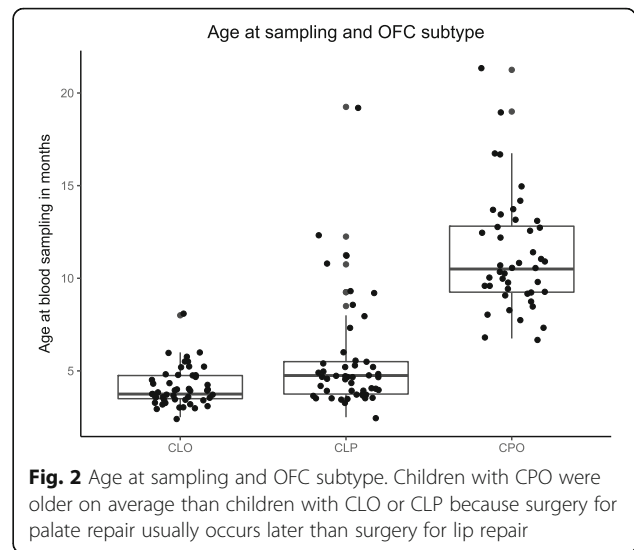 Age at sampling and OFC subtype
Age at blood sampling in months
20
15
10
5
CLO CLP CPO
Fig. 2 Age at sampling and OFC subtype. Children with CPO were
older on average than children with CLO or CLP because surgery for
palate repair usually occurs later than surgery for lip repair